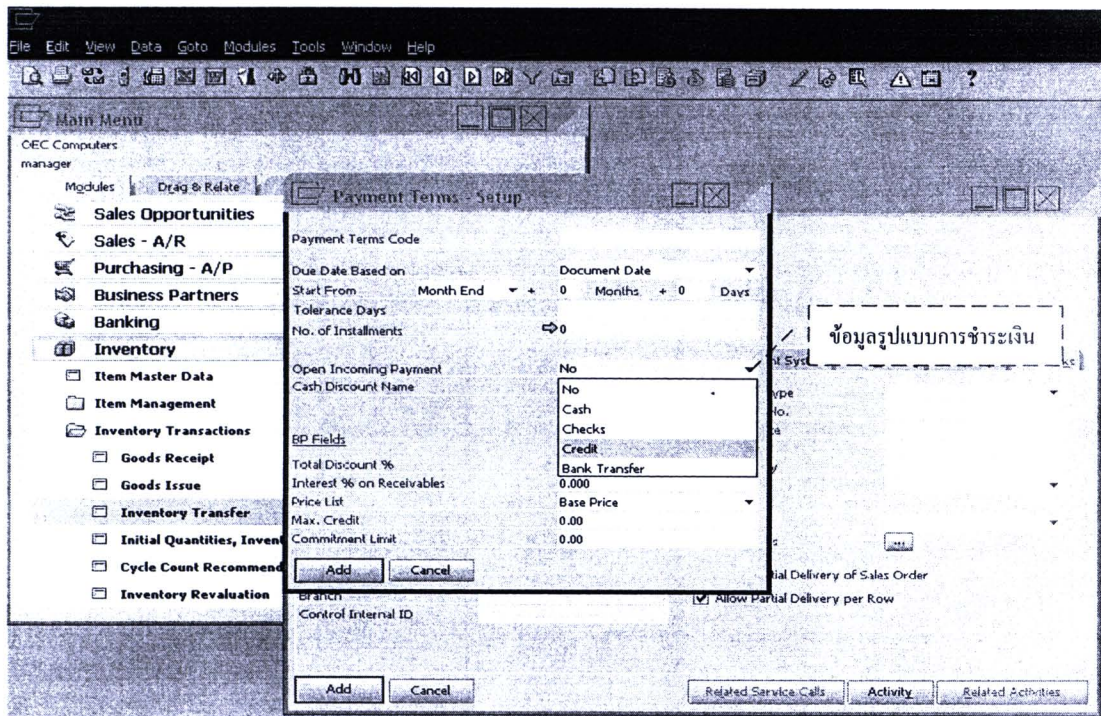 File Edit View Data Goto Modules Tools Window Help
Main Menu
OEC Computers
manager
Modules Drag & Relate
Sales Opportunities
Sales - A/R
Purchasing - A/P
Business Partners
Banking
Inventory
Item Master Data
Item Management
Inventory Transactions
Goods Receipt
Goods Issue
Inventory Transfer
Initial Quantities, Invent
Cycle Count Recommend
Inventory Revaluation
Payment Terms - Setup
Payment Terms Code
Due Date Based on Document Date
Start From Month End + 0 Months + 0 Days
Tolerance Days
No. of Installments 0
Open Incoming Payment No
Cash Discount Name
No
Cash
Checks
Credit
Bank Transfer
BP Fields
Total Discount %
Interest % on Receivables 0.000
Price List Base Price
Max. Credit 0.00
Commitment Limit 0.00
Add Cancel
ข้อมูลรูปแบบการชำระเงิน
nt Sys
ype
No.
Branch
Control Internal ID
tial Delivery of Sales Order
Allow Partial Delivery per Row
Add Cancel
Related Service Calls Activity Related Activities